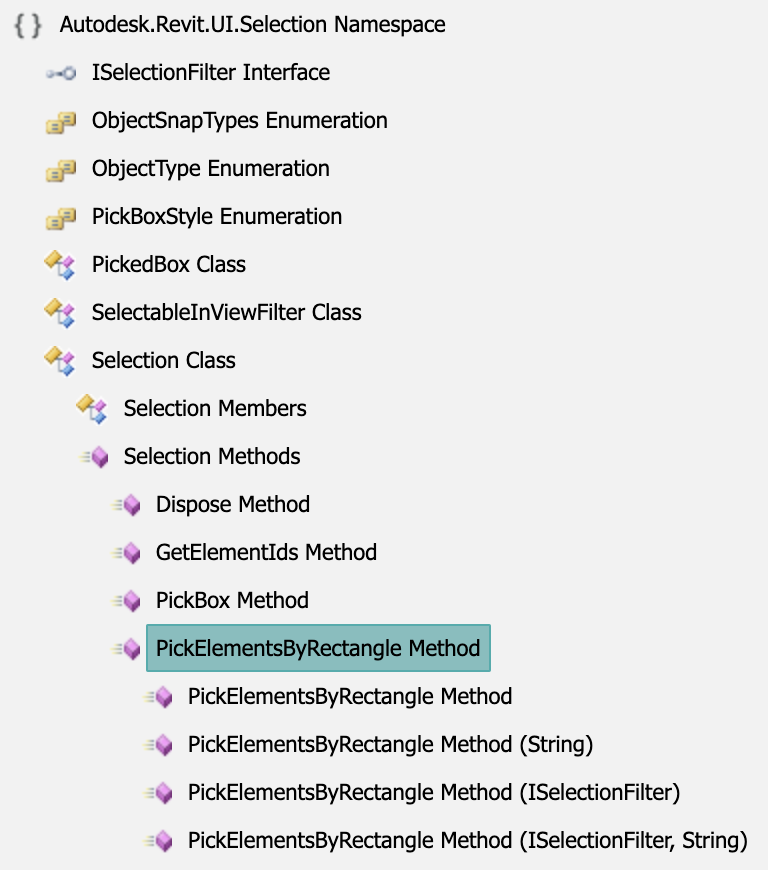 { } Autodesk.Revit.UI.Selection Namespace
ISelectionFilter Interface
ObjectSnapTypes Enumeration
ObjectType Enumeration
PickBoxStyle Enumeration
PickedBox Class
SelectableInViewFilter Class
Selection Class
Selection Members
Selection Methods
Dispose Method
GetElementIds Method
PickBox Method
PickElementsByRectangle Method
PickElementsByRectangle Method
PickElementsByRectangle Method (String)
PickElementsByRectangle Method (ISelectionFilter)
PickElementsByRectangle Method (ISelectionFilter, String)